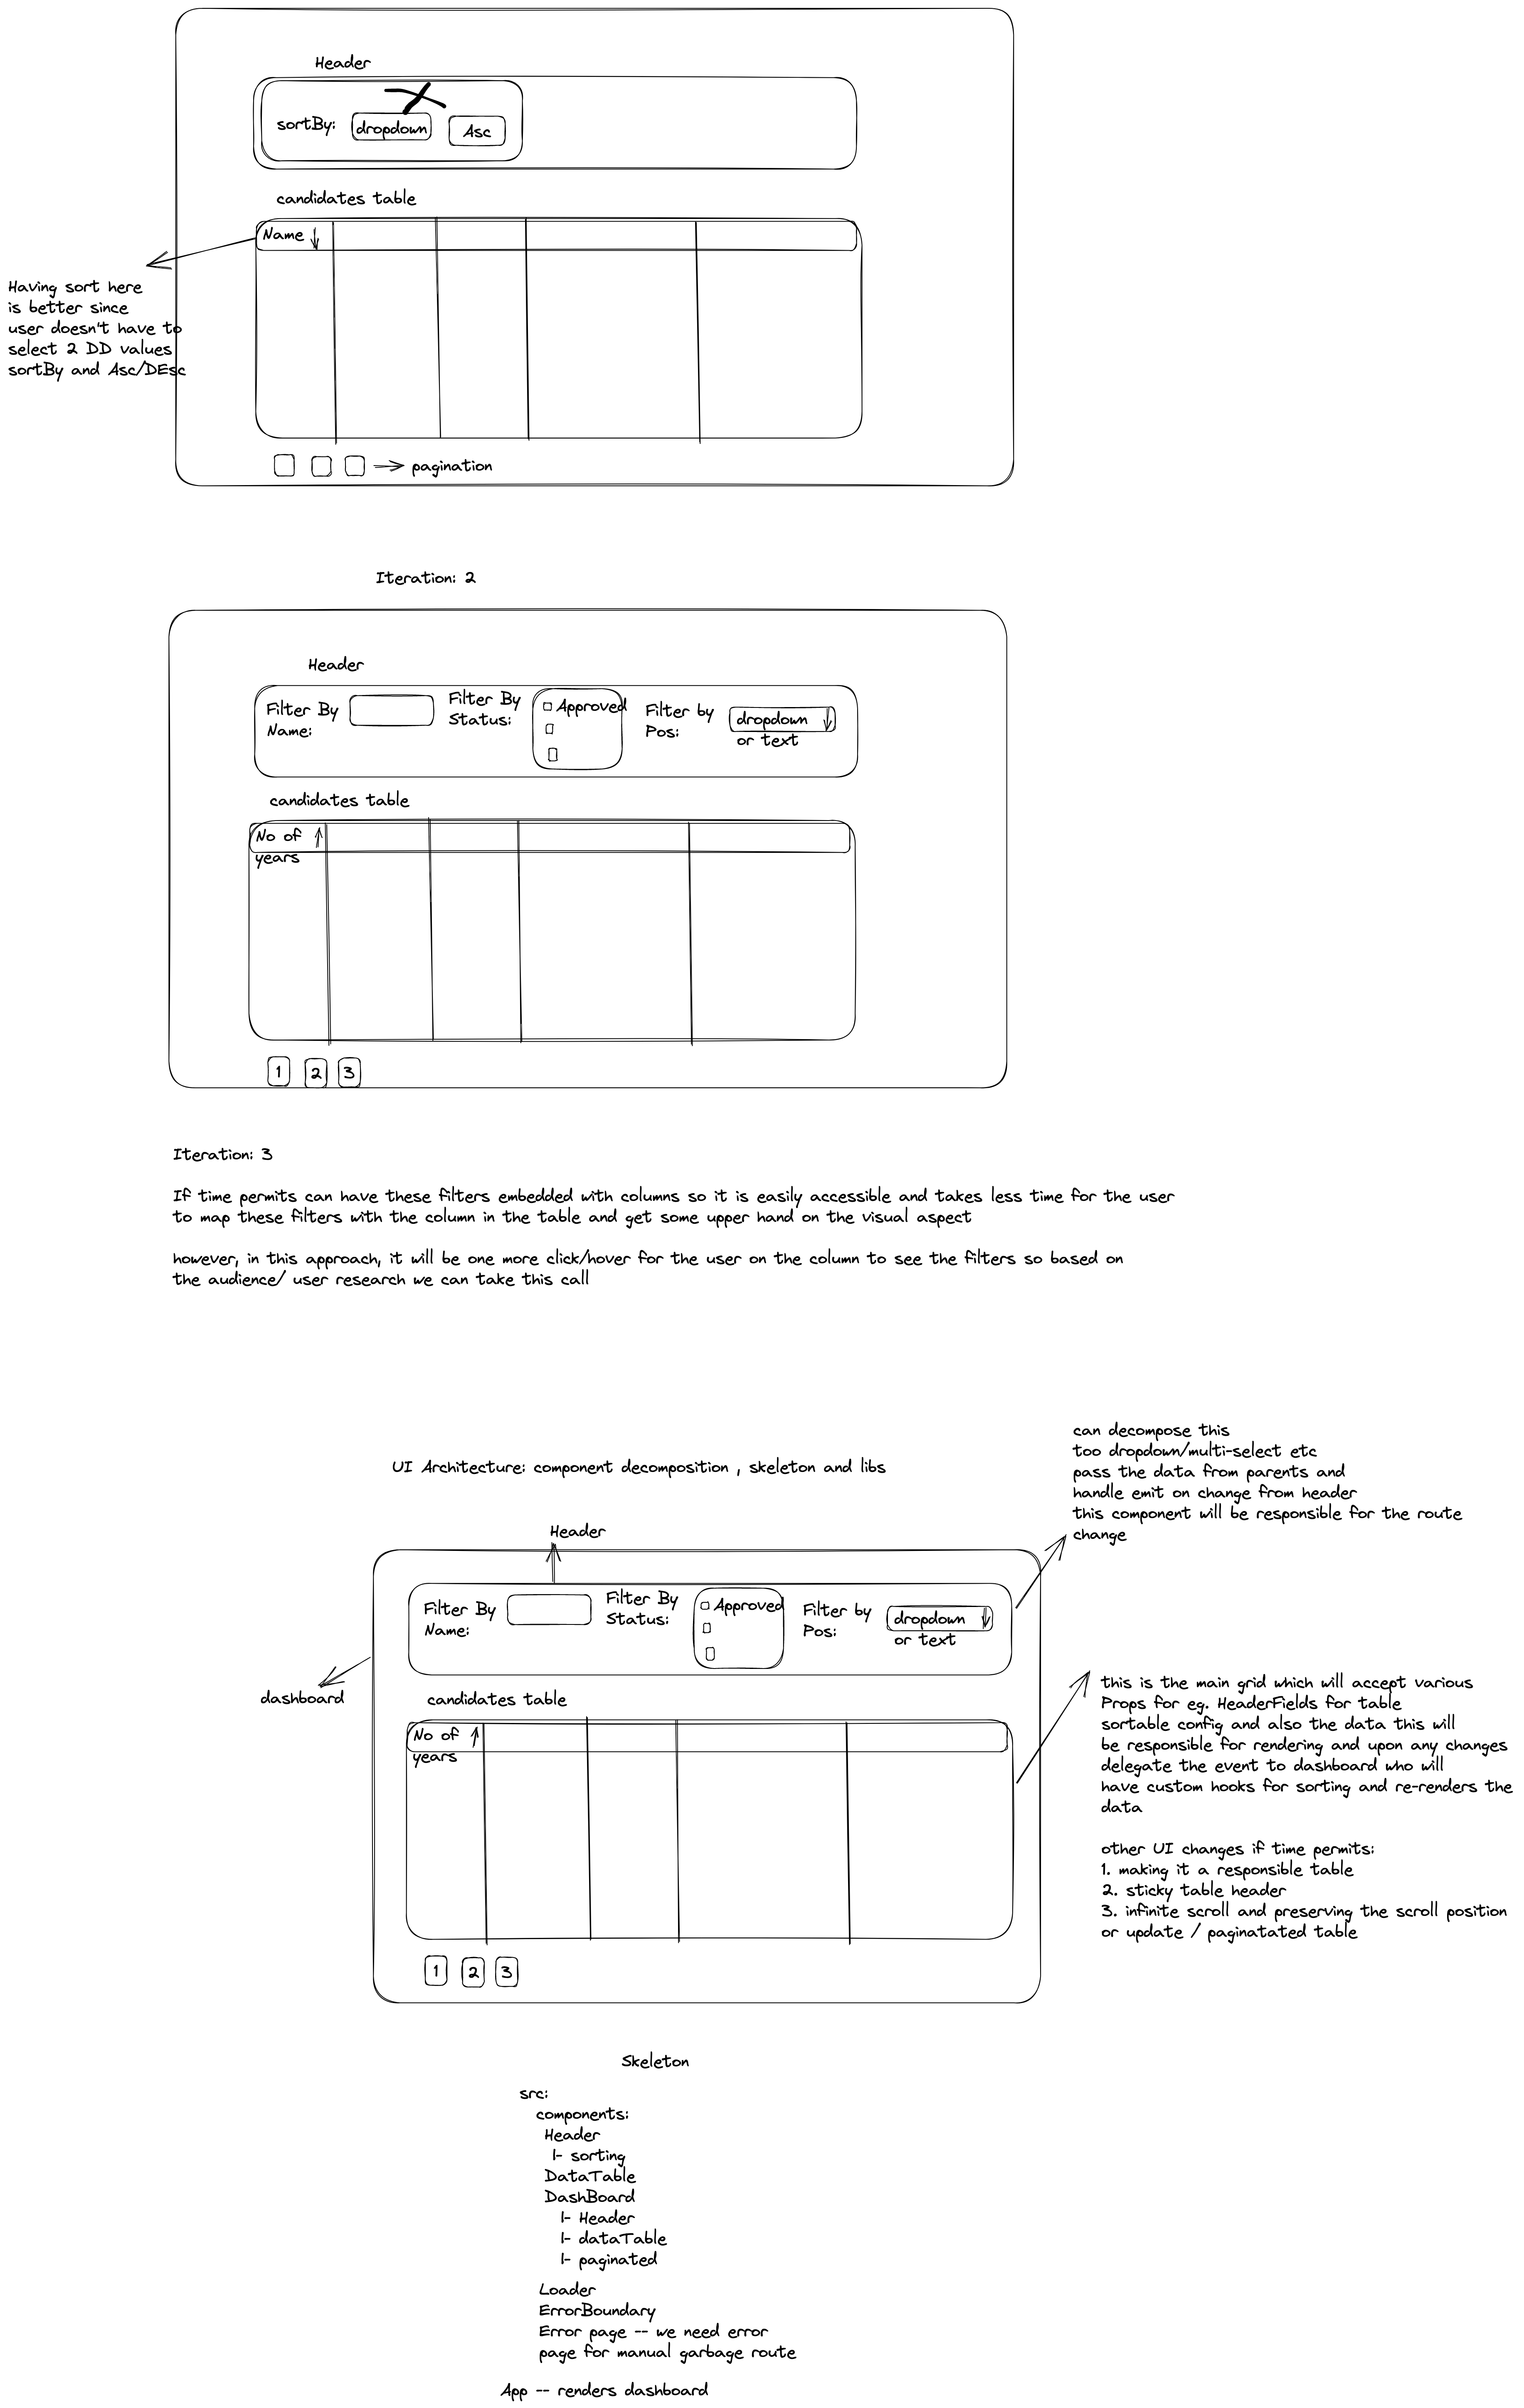 Header
sortBy: dropdown Asc
candidates table
Name
Having sort here
is better since
user doesn't have to
select 2 DD values
sortBy and Asc/DEsc
pagination
Iteration: 2
Header
Filter By
Name:
Filter By
Status:
Approved
Filter by
Pos:
dropdown
or text
candidates table
No of
years
1 2 3
Iteration: 3
If time permits can have these filters embedded with columns so it is easily accessible and takes less time for the user
to map these filters with the column in the table and get some upper hand on the visual aspect
however, in this approach, it will be one more click/hover for the user on the column to see the filters so based on
the audience/ user research we can take this call
UI Architecture: component decomposition , skeleton and libs
can decompose this
too dropdown/multi-select etc
pass the data from parents and
handle emit on change from header
this component will be responsible for the route
change
Header
Filter By
Name:
Filter By
Status:
Approved
Filter by
Pos:
dropdown
or text
dashboard
candidates table
No of
years
1 2 3
this is the main grid which will accept various
Props for eg. HeaderFields for table
sortable config and also the data this will
be responsible for rendering and upon any changes
delegate the event to dashboard who will
have custom hooks for sorting and re-renders the
data
other UI changes if time permits:
1. making it a responsible table
2. sticky table header
3. infinite scroll and preserving the scroll position
or update / paginatated table
Skeleton
src:
components:
Header
|- sorting
DataTable
DashBoard
|- Header
|- dataTable
|- paginated
Loader
ErrorBoundary
Error page -- we need error
page for manual garbage route
App -- renders dashboard